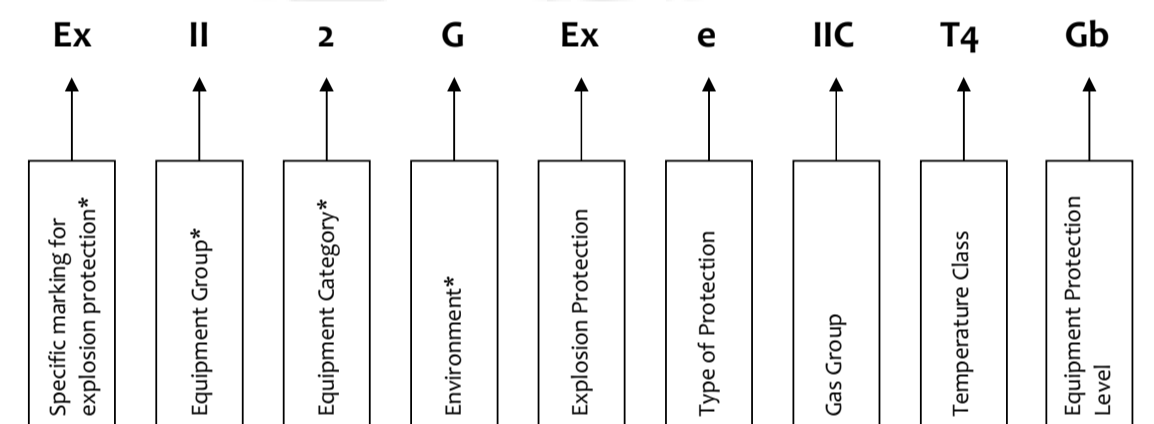 Ex II 2 G Ex e IIC T4 Gb
Specific marking for
explosion protection*
Equipment Group*
Equipment Category*
Environment*
Explosion Protection
Type of Protection
Gas Group
Temperature Class
Equipment Protection
Level